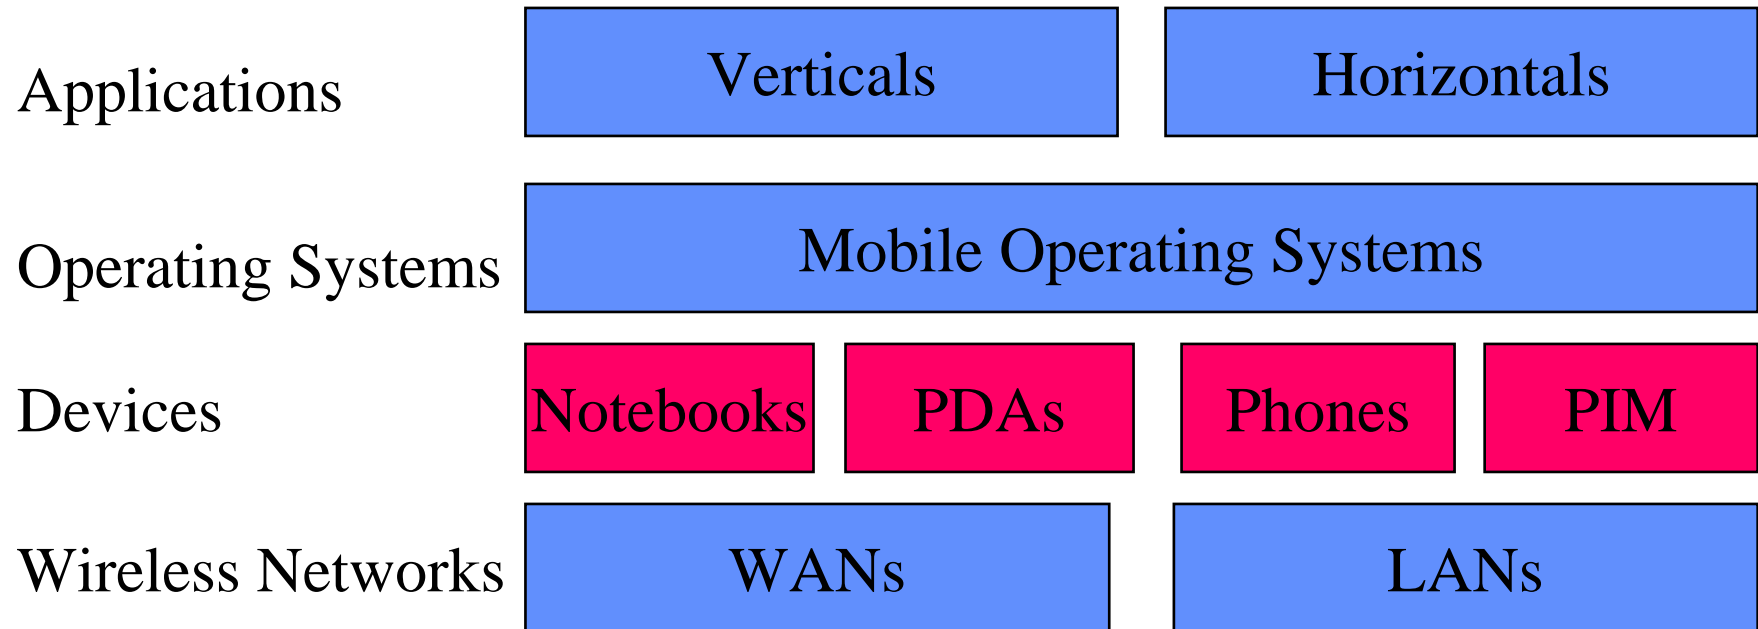 Applications
Verticals
Horizontals
Operating Systems
Mobile Operating Systems
Devices
Notebooks
PDAs
Phones
PIM
Wireless Networks
WANs
LANs